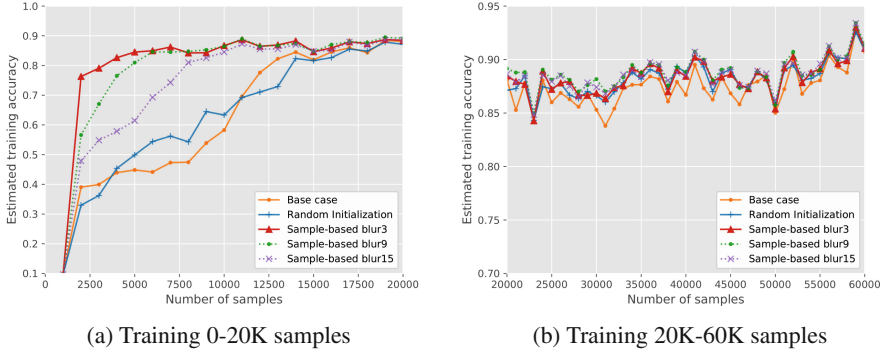 Estimated training accuracy
1.0
0.9
0.8
0.7
0.6
0.5
0.4
0.3
0.2
0.1
0
2500
5000
7500
10000
12500
15000
17500
20000
Number of samples
Base case
Random Initialization
Sample-based blur3
Sample-based blur9
Sample-based blur15
(a) Training 0-20K samples
Estimated training accuracy
0.95
0.90
0.85
0.80
0.75
0.70
20000
25000
30000
35000
40000
45000
50000
55000
60000
Number of samples
Base case
Random Initialization
Sample-based blur3
Sample-based blur9
Sample-based blur15
(b) Training 20K-60K samples